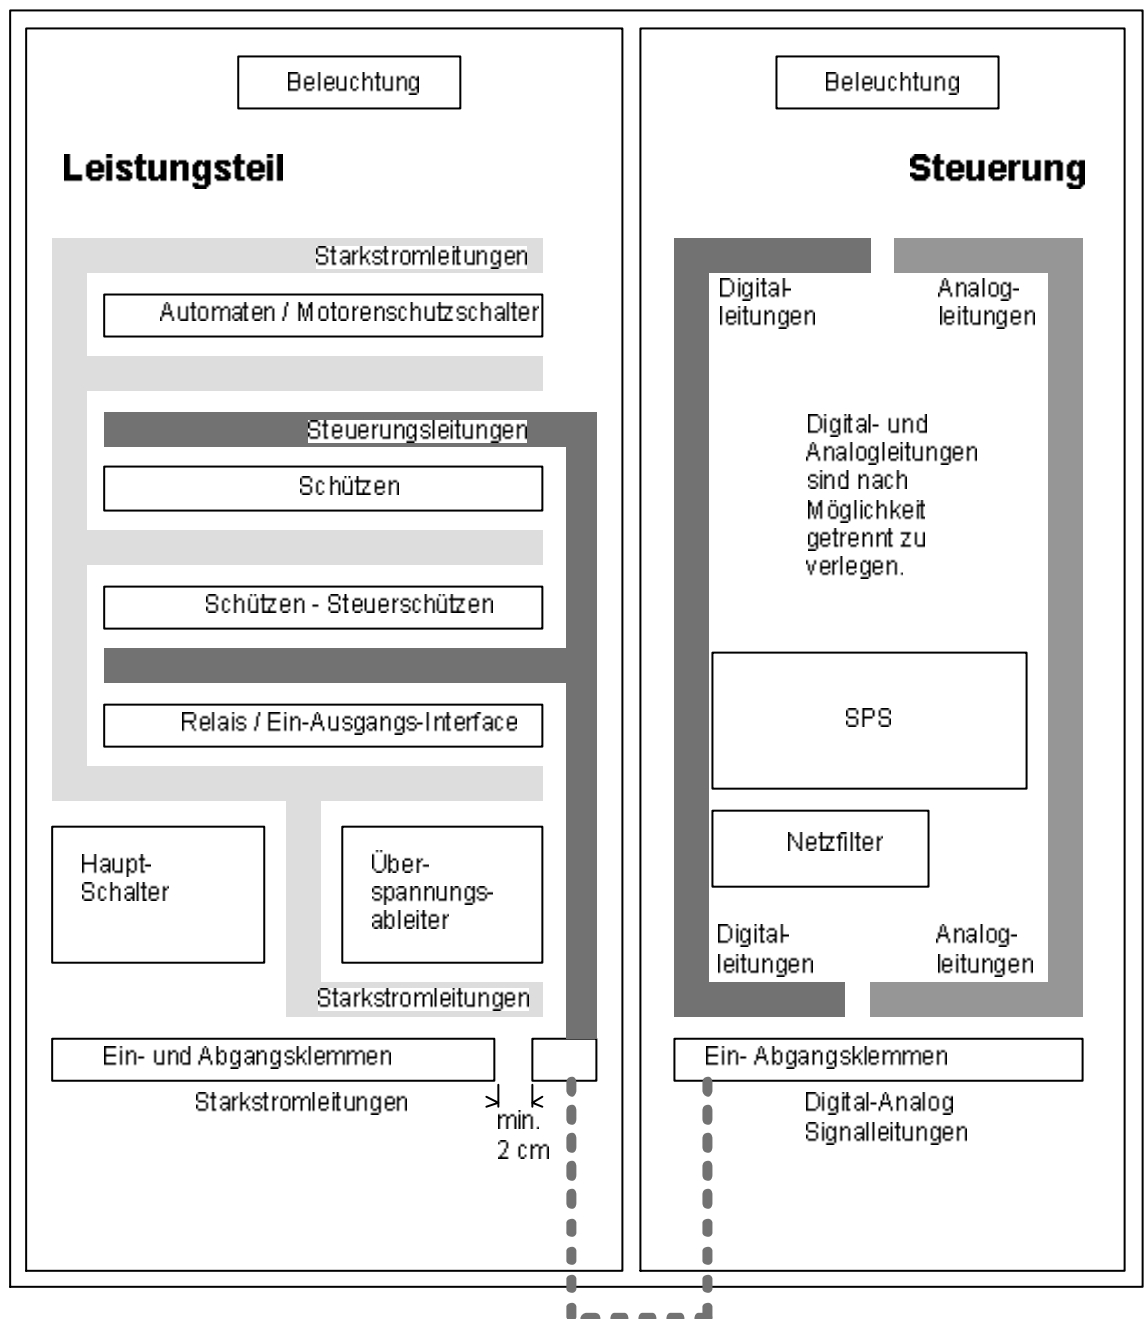 Beleuchtung
Leistungsteil
Starkstromleitungen
Automaten / Motorenschutzschalter
Steuerungsleitungen
Schützen
Schützen - Steuerschützen
Relais / Ein-Ausgangs-Interface
Haupt-
Schalter
Über-
spannungs-
ableiter
Starkstromleitungen
Ein- und Abgangsklemmen
Starkstromleitungen
min.
2 cm
Beleuchtung
Steuerung
Digital-
leitungen
Analog-
leitungen
Digital- und
Analogleitungen
sind nach
Möglichkeit
getrennt zu
verlegen.
SPS
Netzfilter
Digital-
leitungen
Analog-
leitungen
Ein- Abgangsklemmen
Digital-Analog
Signalleitungen